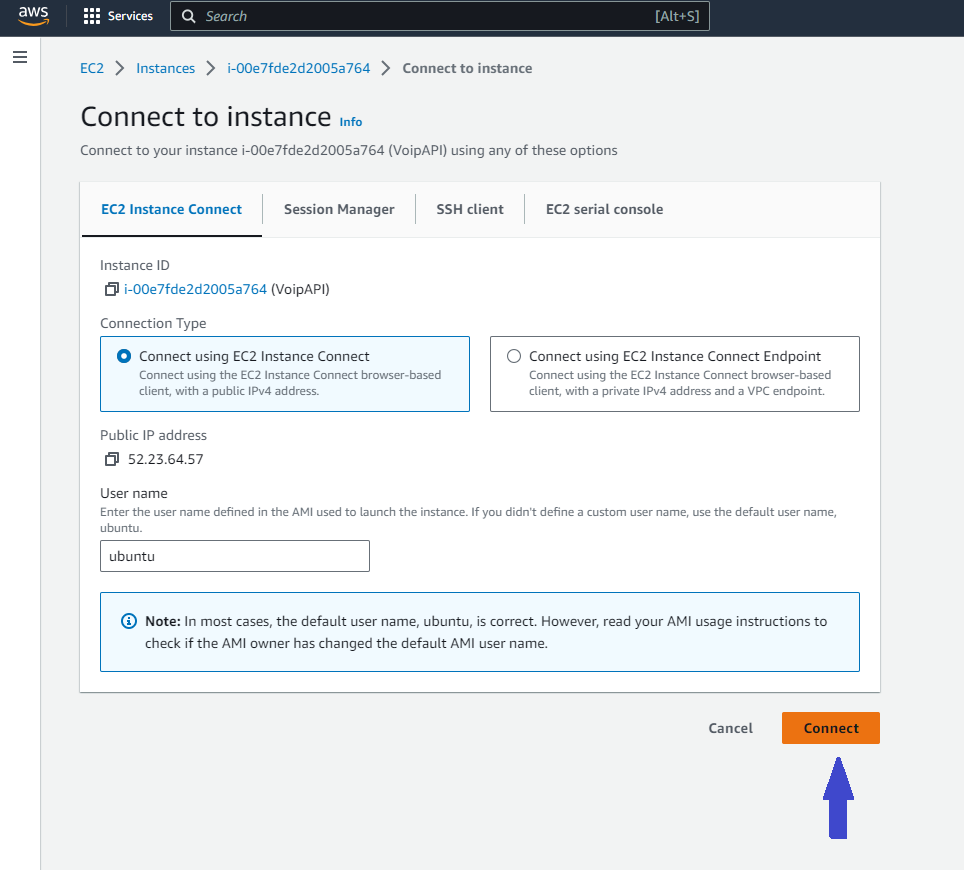 aws Services Search [Alt+S]
EC2 Instances i-00e7fde2d2005a764 Connect to instance
Connect to instance Info
Connect to your instance i-00e7fde2d2005a764 (VoipAPI) using any of these options
EC2 Instance Connect Session Manager SSH client EC2 serial console
Instance ID
i-00e7fde2d2005a764 (VoipAPI)
Connection Type
Connect using EC2 Instance Connect
Connect using the EC2 Instance Connect browser-based
client, with a public IPv4 address.
Connect using EC2 Instance Connect Endpoint
Connect using the EC2 Instance Connect browser-based
client, with a private IPv4 address and a VPC endpoint.
Public IP address
52.23.64.57
User name
Enter the user name defined in the AMI used to launch the instance. If you didn't define a custom user name, use the default user name,
ubuntu.
ubuntu
Note: In most cases, the default user name, ubuntu, is correct. However, read your AMI usage instructions to
check if the AMI owner has changed the default AMI user name.
Cancel Connect